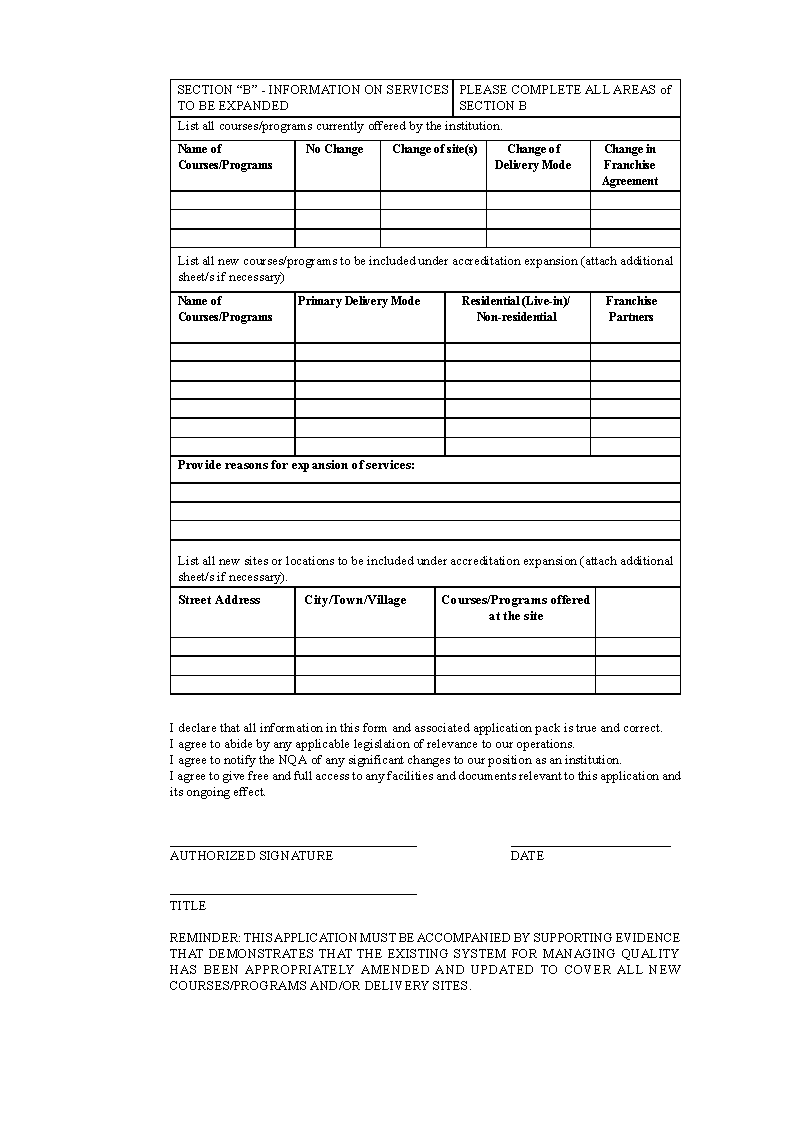 SECTION “B” - INFORMATION ON SERVICES
TO BE EXPANDED
PLEASE COMPLETE ALL AREAS of
SECTION B
List all courses/programs currently offered by the institution.
Name of
Courses/Programs
No Change
Change of site(s)
Change of
Delivery Mode
Change in
Franchise
Agreement
List all new courses/programs to be included under accreditation expansion (attach additional
sheet/s if necessary)
Name of
Courses/Programs
Primary Delivery Mode
Residential (Live-in)/
Non-residential
Franchise
Partners
Provide reasons for expansion of services:
List all new sites or locations to be included under accreditation expansion (attach additional
sheet/s if necessary).
Street Address
City/Town/Village
Courses/Programs offered
at the site
I declare that all information in this form and associated application pack is true and correct.
I agree to abide by any applicable legislation of relevance to our operations.
I agree to notify the NQA of any significant changes to our position as an institution.
I agree to give free and full access to any facilities and documents relevant to this application and
its ongoing effect.
AUTHORIZED SIGNATURE
DATE
TITLE
REMINDER: THIS APPLICATION MUST BE ACCOMPANIED BY SUPPORTING EVIDENCE
THAT DEMONSTRATES THAT THE EXISTING SYSTEM FOR MANAGING QUALITY
HAS BEEN APPROPRIATELY AMENDED AND UPDATED TO COVER ALL NEW
COURSES/PROGRAMS AND/OR DELIVERY SITES.